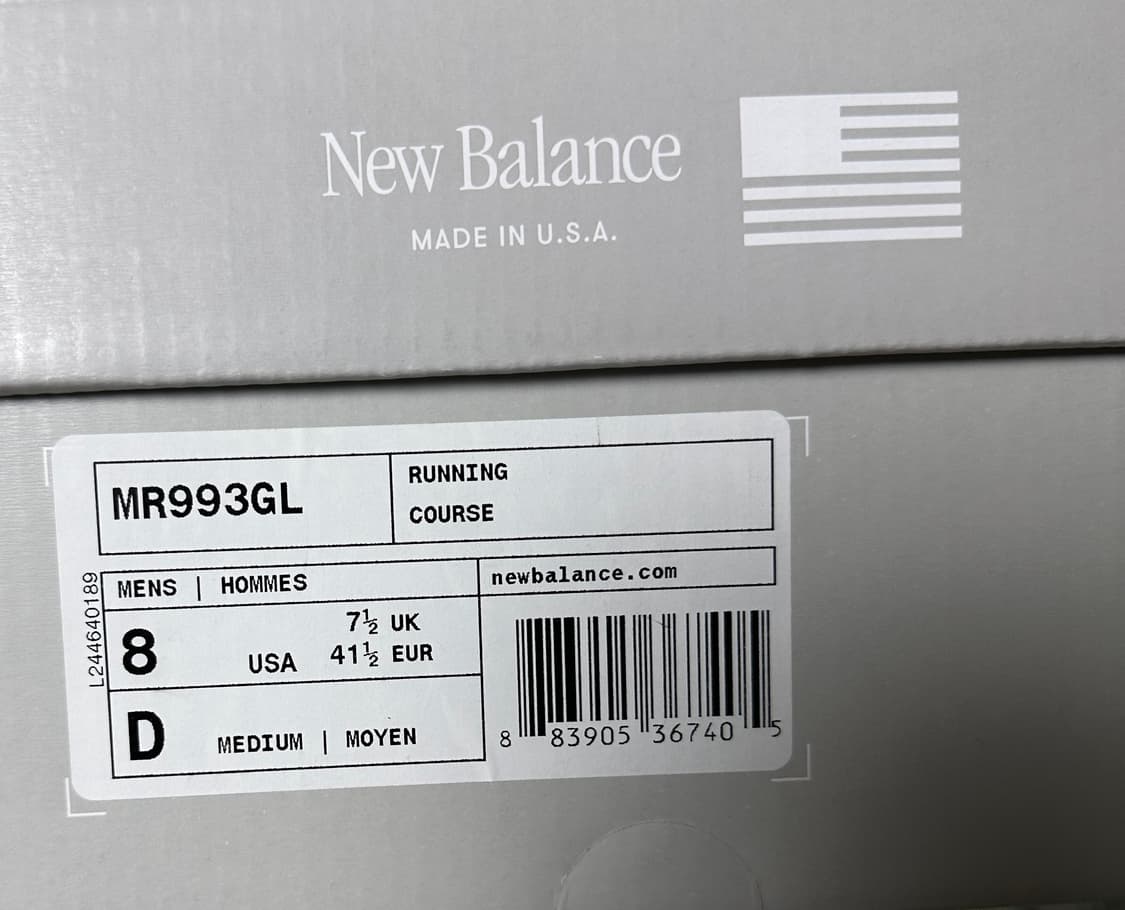 New Balance
MADE IN U.S.A.
MR993GL
RUNNING
COURSE
L244640189
MENS | HOMMES
newbalance.com
8 USA
7½ UK
41½ EUR
D MEDIUM | MOYEN
8 83905 36740 5